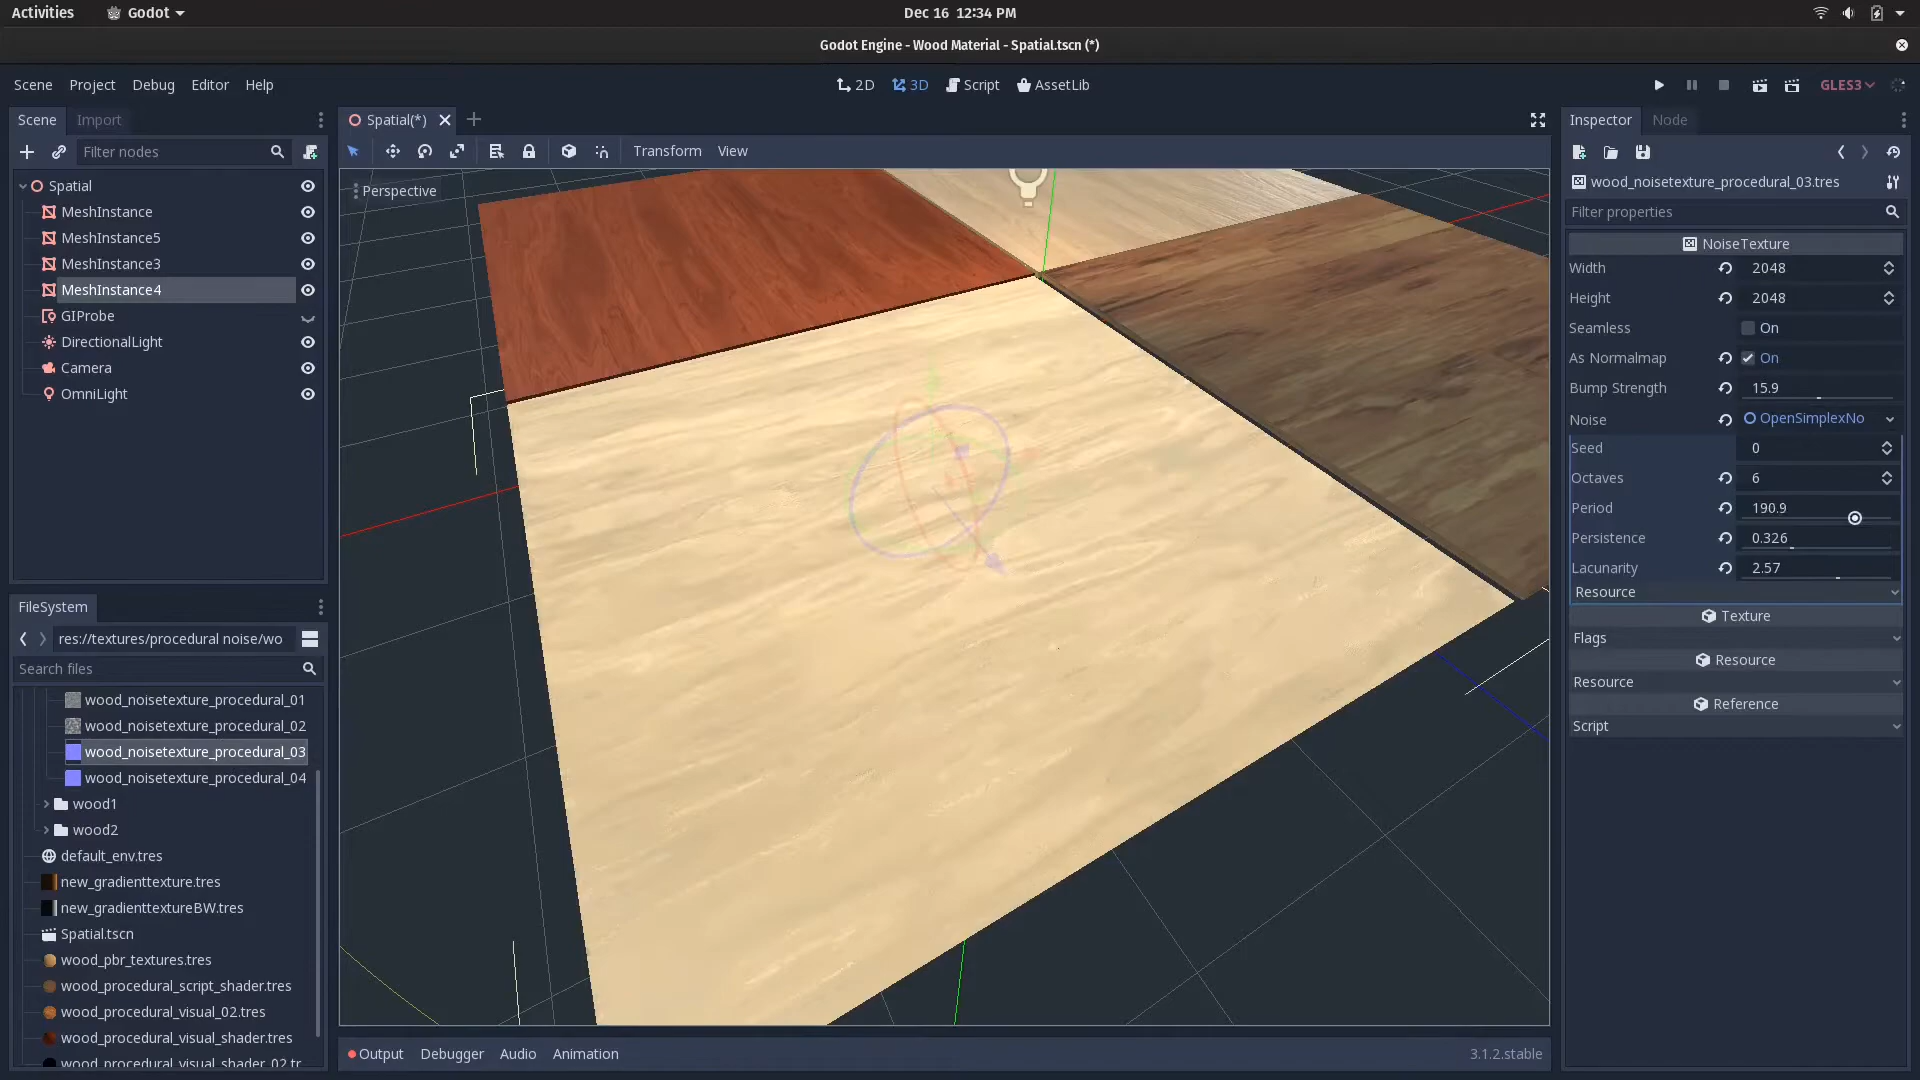 Activities Godot Dec 16 12:34 PM
Godot Engine - Wood Material - Spatial.tscn (*)
Scene Project Debug Editor Help 2D 3D Script AssetLib GLES3
Scene Import
Filter nodes
Spatial
MeshInstance
MeshInstance5
MeshInstance3
MeshInstance4
GIProbe
DirectionalLight
Camera
OmniLight
FileSystem
res://textures/procedural noise/wo
Search files
wood_noisetexture_procedural_01
wood_noisetexture_procedural_02
wood_noisetexture_procedural_03
wood_noisetexture_procedural_04
wood1
wood2
default_env.tres
new_gradienttexture.tres
new_gradienttextureBW.tres
Spatial.tscn
wood_pbr_textures.tres
wood_procedural_script_shader.tres
wood_procedural_visual_02.tres
wood_procedural_visual_shader.tres
wood_procedural_visual_shader_02.tr
Spatial(*)
Transform View
Perspective
Output Debugger Audio Animation 3.1.2.stable
Inspector Node
wood_noisetexture_procedural_03.tres
Filter properties
NoiseTexture
Width 2048
Height 2048
Seamless On
As Normalmap On
Bump Strength 15.9
Noise OpenSimplexNo
Seed 0
Octaves 6
Period 190.9
Persistence 0.326
Lacunarity 2.57
Resource
Texture
Flags
Resource
Resource
Reference
Script